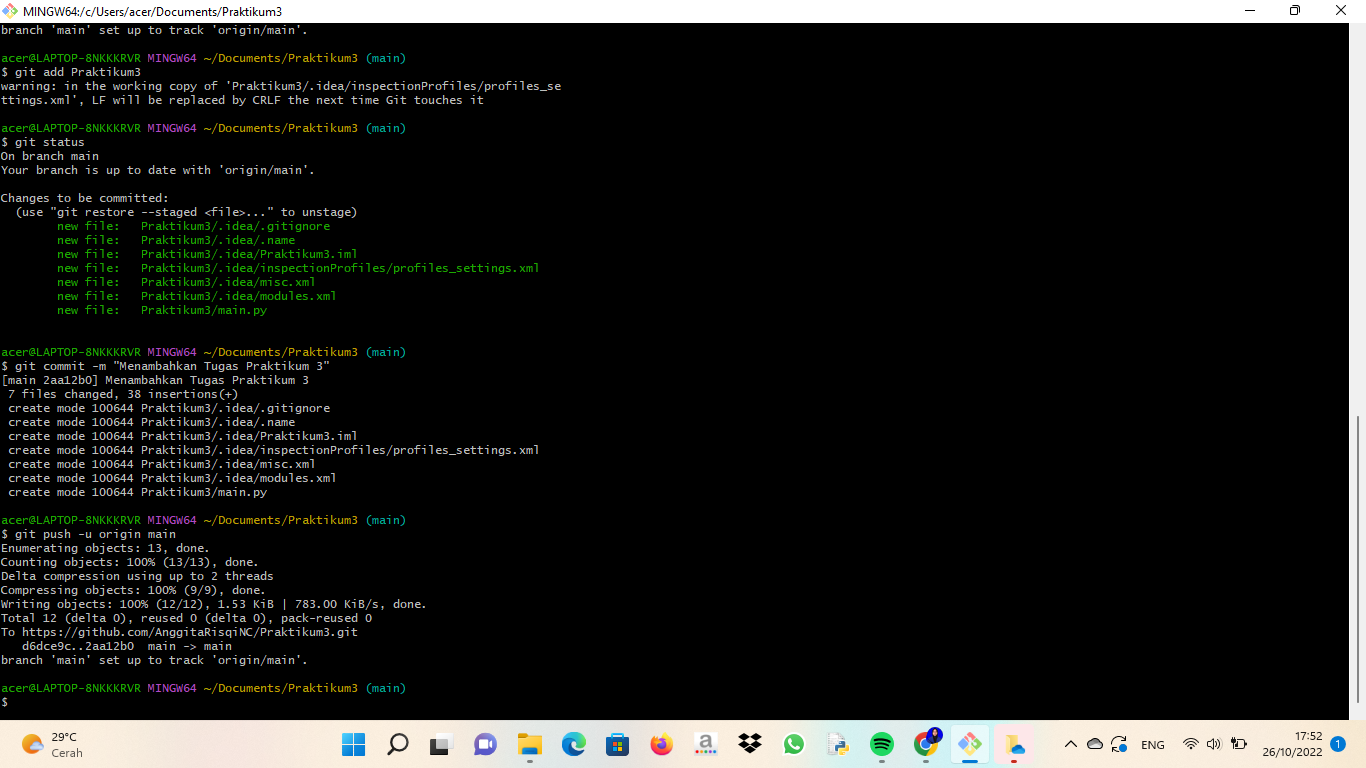 MINGW64:/c/Users/acer/Documents/Praktikum3
branch 'main' set up to track 'origin/main'.
acer@LAPTOP-8NKKKRVR MINGW64 ~/Documents/Praktikum3 (main)
$ git add Praktikum3
warning: in the working copy of 'Praktikum3/.idea/inspectionProfiles/profiles_se
ttings.xml', LF will be replaced by CRLF the next time Git touches it
acer@LAPTOP-8NKKKRVR MINGW64 ~/Documents/Praktikum3 (main)
$ git status
On branch main
Your branch is up to date with 'origin/main'.
Changes to be committed:
(use "git restore --staged <file>..." to unstage)
new file: Praktikum3/.idea/.gitignore
new file: Praktikum3/.idea/.name
new file: Praktikum3/.idea/Praktikum3.iml
new file: Praktikum3/.idea/inspectionProfiles/profiles_settings.xml
new file: Praktikum3/.idea/misc.xml
new file: Praktikum3/.idea/modules.xml
new file: Praktikum3/main.py
acer@LAPTOP-8NKKKRVR MINGW64 ~/Documents/Praktikum3 (main)
$ git commit -m "Menambahkan Tugas Praktikum 3"
[main 2aa12b0] Menambahkan Tugas Praktikum 3
7 files changed, 38 insertions(+)
create mode 100644 Praktikum3/.idea/.gitignore
create mode 100644 Praktikum3/.idea/.name
create mode 100644 Praktikum3/.idea/Praktikum3.iml
create mode 100644 Praktikum3/.idea/inspectionProfiles/profiles_settings.xml
create mode 100644 Praktikum3/.idea/misc.xml
create mode 100644 Praktikum3/.idea/modules.xml
create mode 100644 Praktikum3/main.py
acer@LAPTOP-8NKKKRVR MINGW64 ~/Documents/Praktikum3 (main)
$ git push -u origin main
Enumerating objects: 13, done.
Counting objects: 100% (13/13), done.
Delta compression using up to 2 threads
Compressing objects: 100% (9/9), done.
Writing objects: 100% (12/12), 1.53 KiB | 783.00 KiB/s, done.
Total 12 (delta 0), reused 0 (delta 0), pack-reused 0
To https://github.com/AnggitaRisqiNC/Praktikum3.git
d6dce9c..2aa12b0 main -> main
branch 'main' set up to track 'origin/main'.
acer@LAPTOP-8NKKKRVR MINGW64 ~/Documents/Praktikum3 (main)
$
29°C
Cerah
a
ENG
17:52
26/10/2022
1